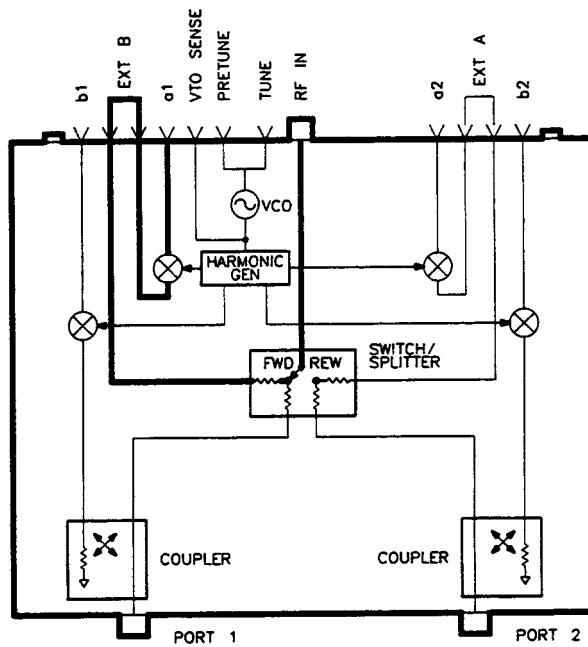 b1
EXT B
a1
VTO SENSE
PRETUNE
TUNE
RF IN
a2
EXT A
b2
VCO
HARMONIC
GEN
FWD REW
SWITCH/
SPLITTER
COUPLER
COUPLER
PORT 1
PORT 2